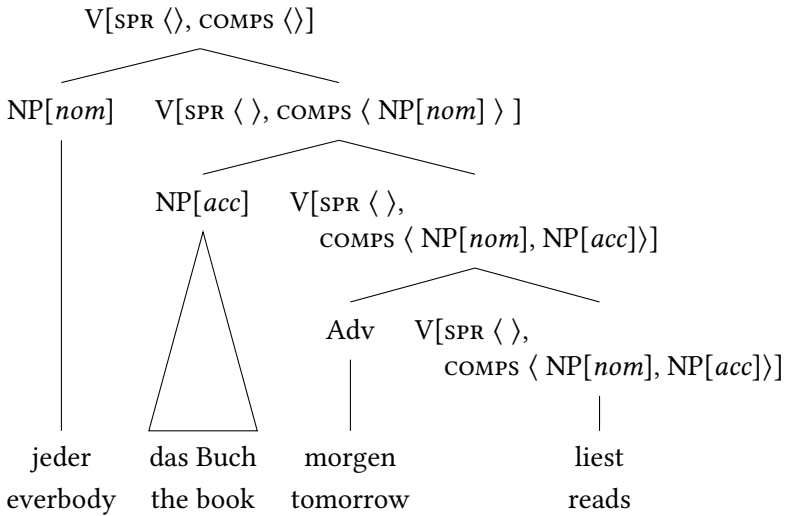 V[SPR ⟨⟩, COMPS ⟨⟩]
NP[nom] V[SPR ⟨ ⟩, COMPS ⟨ NP[nom] ⟩ ]
NP[acc] V[SPR ⟨ ⟩,
COMPS ⟨ NP[nom], NP[acc]⟩]
Adv V[SPR ⟨ ⟩,
COMPS ⟨ NP[nom], NP[acc]⟩]
jeder das Buch morgen liest
everbody the book tomorrow reads